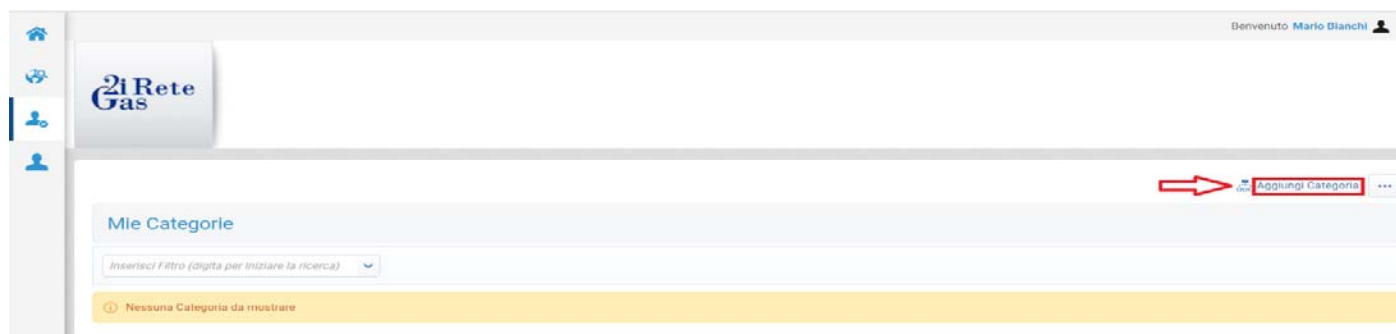 Benvenuto Mario Bianchi
2i Rete
Gas
Aggiungi Categoria
Mie Categorie
Inserisci Filtro (digita per iniziare la ricerca)
Nessuna Categoria da mostrare